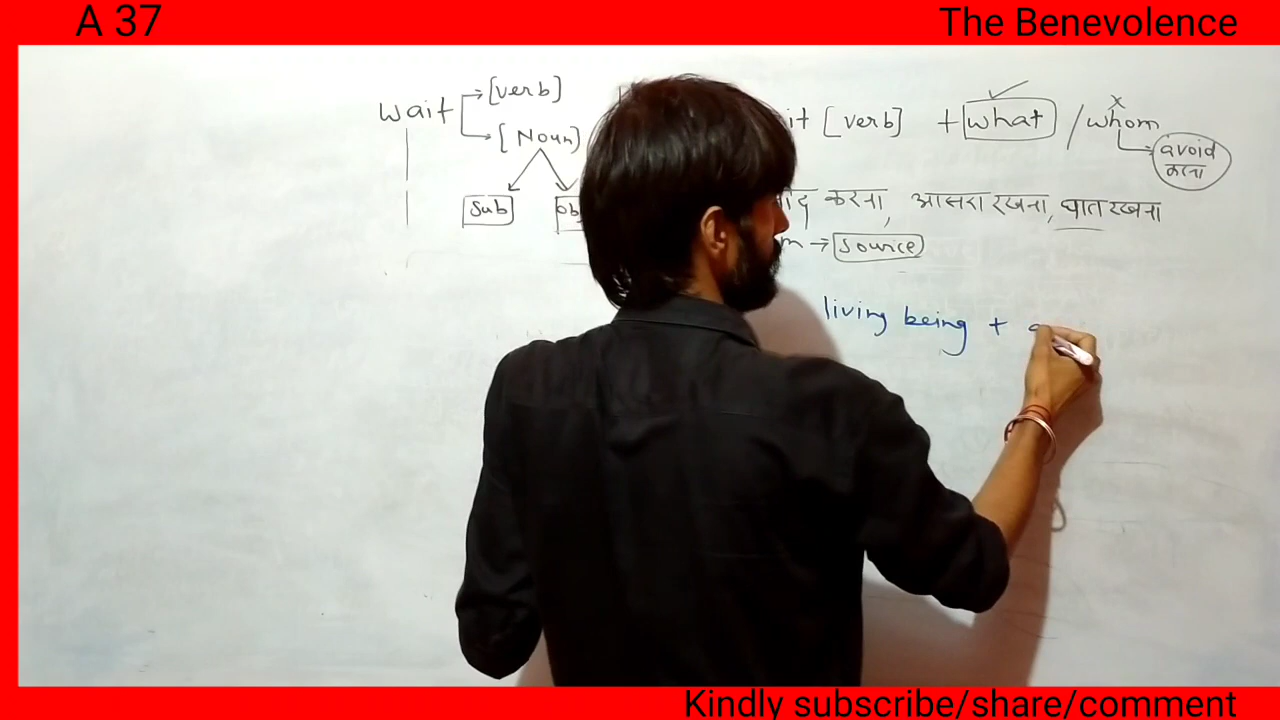 A 37
The Benevolence
wait [verb]
[Noun]
sub
wait [verb] + what / whom
x
avoid
करना
करना, आसरा रखना, घात रखना
→ source
living being +
Kindly subscribe/share/comment